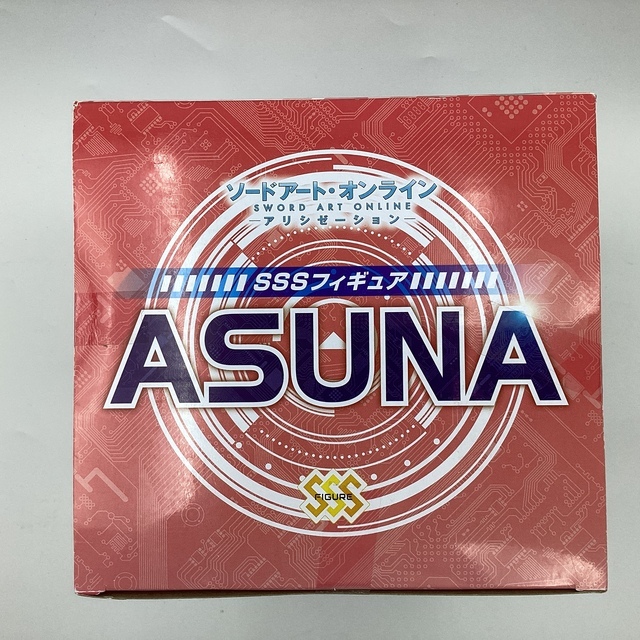 ソードアート・オンライン
SWORD ART ONLINE
アリシゼーション
SSSフィギュア
ASUNA
SSS
FIGURE